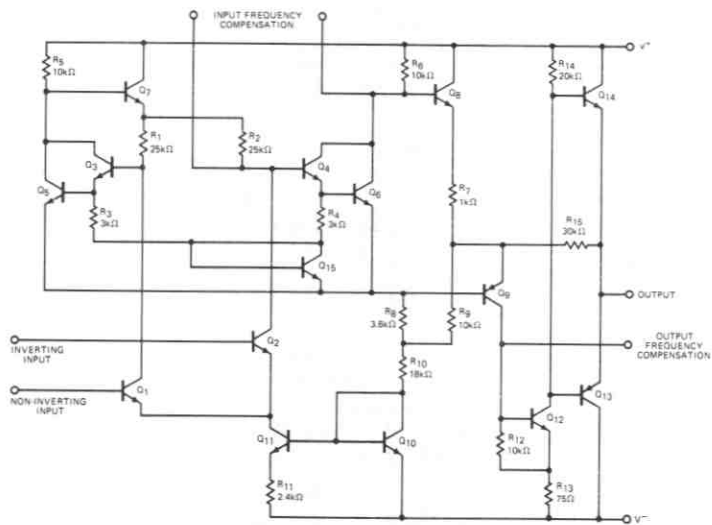 INPUT FREQUENCY
COMPENSATION
V+
R5
10kΩ
R6
10kΩ
R14
20kΩ
Q7
Q8
Q14
R1
25kΩ
R2
25kΩ
Q3
Q4
Q5
Q6
R7
1kΩ
R3
3kΩ
R4
3kΩ
R15
30kΩ
Q15
Q9
OUTPUT
R8
3.6kΩ
R9
10kΩ
OUTPUT
FREQUENCY
COMPENSATION
INVERTING
INPUT
Q2
R10
18kΩ
NON-INVERTING
INPUT
Q1
Q13
Q12
Q11
Q10
R12
10kΩ
R11
2.4kΩ
R13
75Ω
V−